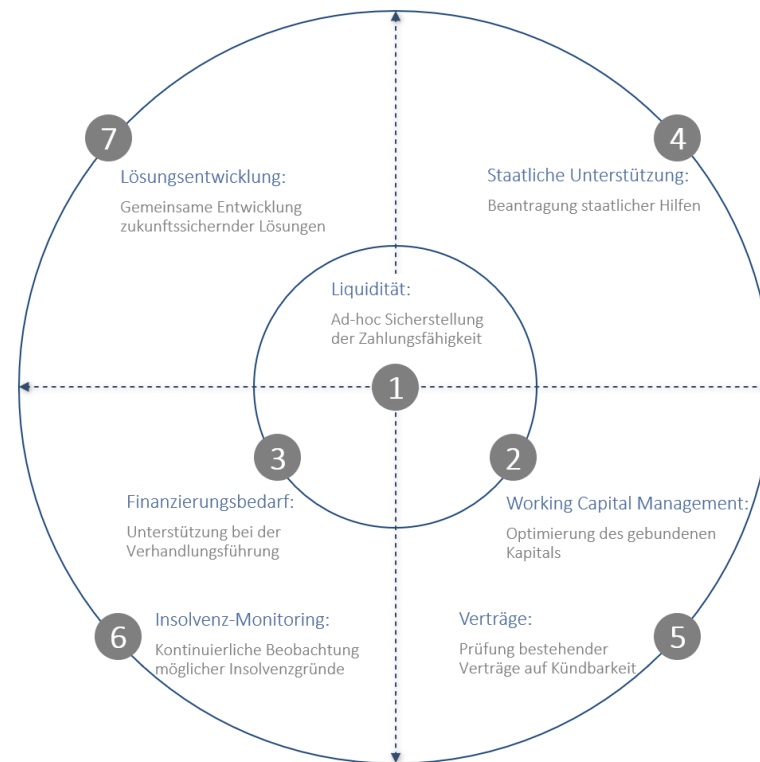 7
Lösungsentwicklung:
Gemeinsame Entwicklung
zukunftssichernder Lösungen
4
Staatliche Unterstützung:
Beantragung staatlicher Hilfen
Liquidität:
Ad-hoc Sicherstellung
der Zahlungsfähigkeit
1
3
Finanzierungsbedarf:
Unterstützung bei der
Verhandlungsführung
2
Working Capital Management:
Optimierung des gebundenen
Kapitals
6
Insolvenz-Monitoring:
Kontinuierliche Beobachtung
möglicher Insolvenzgründe
5
Verträge:
Prüfung bestehender
Verträge auf Kündbarkeit